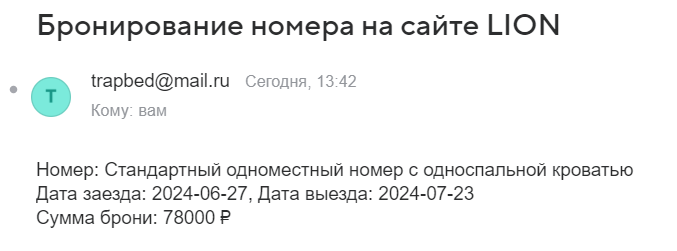 Бронирование номера на сайте LION
T
trapbed@mail.ru Сегодня, 13:42
Кому: вам
Номер: Стандартный одноместный номер с односпальной кроватью
Дата заезда: 2024-06-27, Дата выезда: 2024-07-23
Сумма брони: 78000 ₽